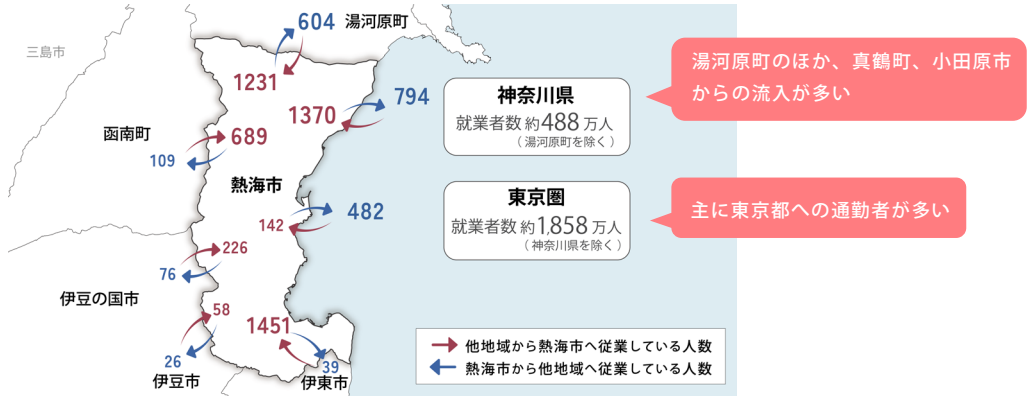 604
湯河原町
三島市
湯河原町のほか、真鶴町、小田原市
からの流入が多い
1231
794
神奈川県
1370
就業者数 約488 万人
（ 湯河原町を除く ）
函南町
689
109
熱海市
東京圏
482
就業者数 約1,858 万人
（ 神奈川県を除く ）
主に東京都への通勤者が多い
142
226
76
伊豆の国市
58
1451
26
39
伊豆市
伊東市
他地域から熱海市へ従業している人数
熱海市から他地域へ従業している人数